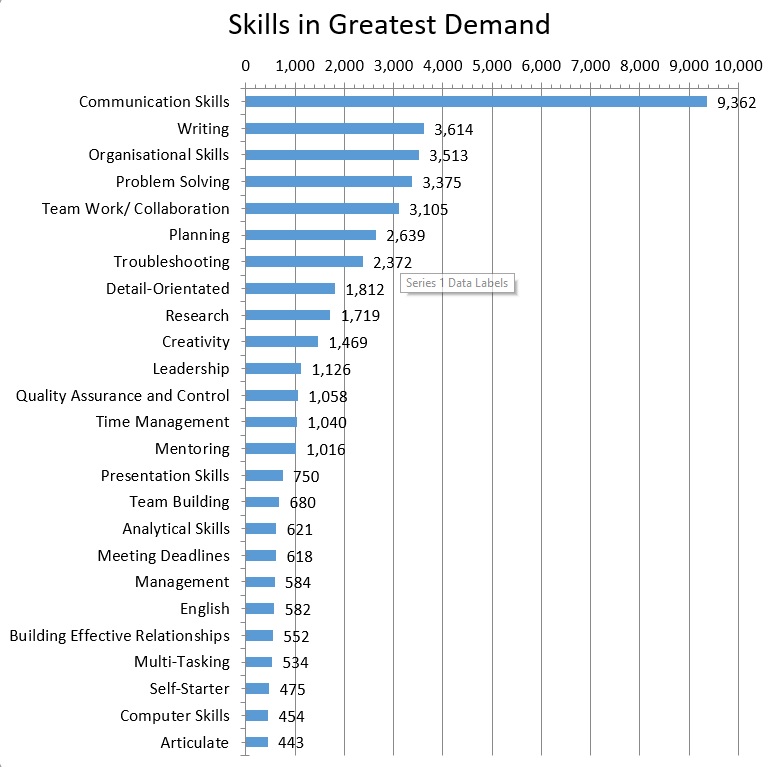 Skills in Greatest Demand
0 1,000 2,000 3,000 4,000 5,000 6,000 7,000 8,000 9,000 10,000
Communication Skills 9,362
Writing 3,614
Organisational Skills 3,513
Problem Solving 3,375
Team Work/ Collaboration 3,105
Planning 2,639
Troubleshooting 2,372
Series 1 Data Labels
Detail-Orientated 1,812
Research 1,719
Creativity 1,469
Leadership 1,126
Quality Assurance and Control 1,058
Time Management 1,040
Mentoring 1,016
Presentation Skills 750
Team Building 680
Analytical Skills 621
Meeting Deadlines 618
Management 584
English 582
Building Effective Relationships 552
Multi-Tasking 534
Self-Starter 475
Computer Skills 454
Articulate 443